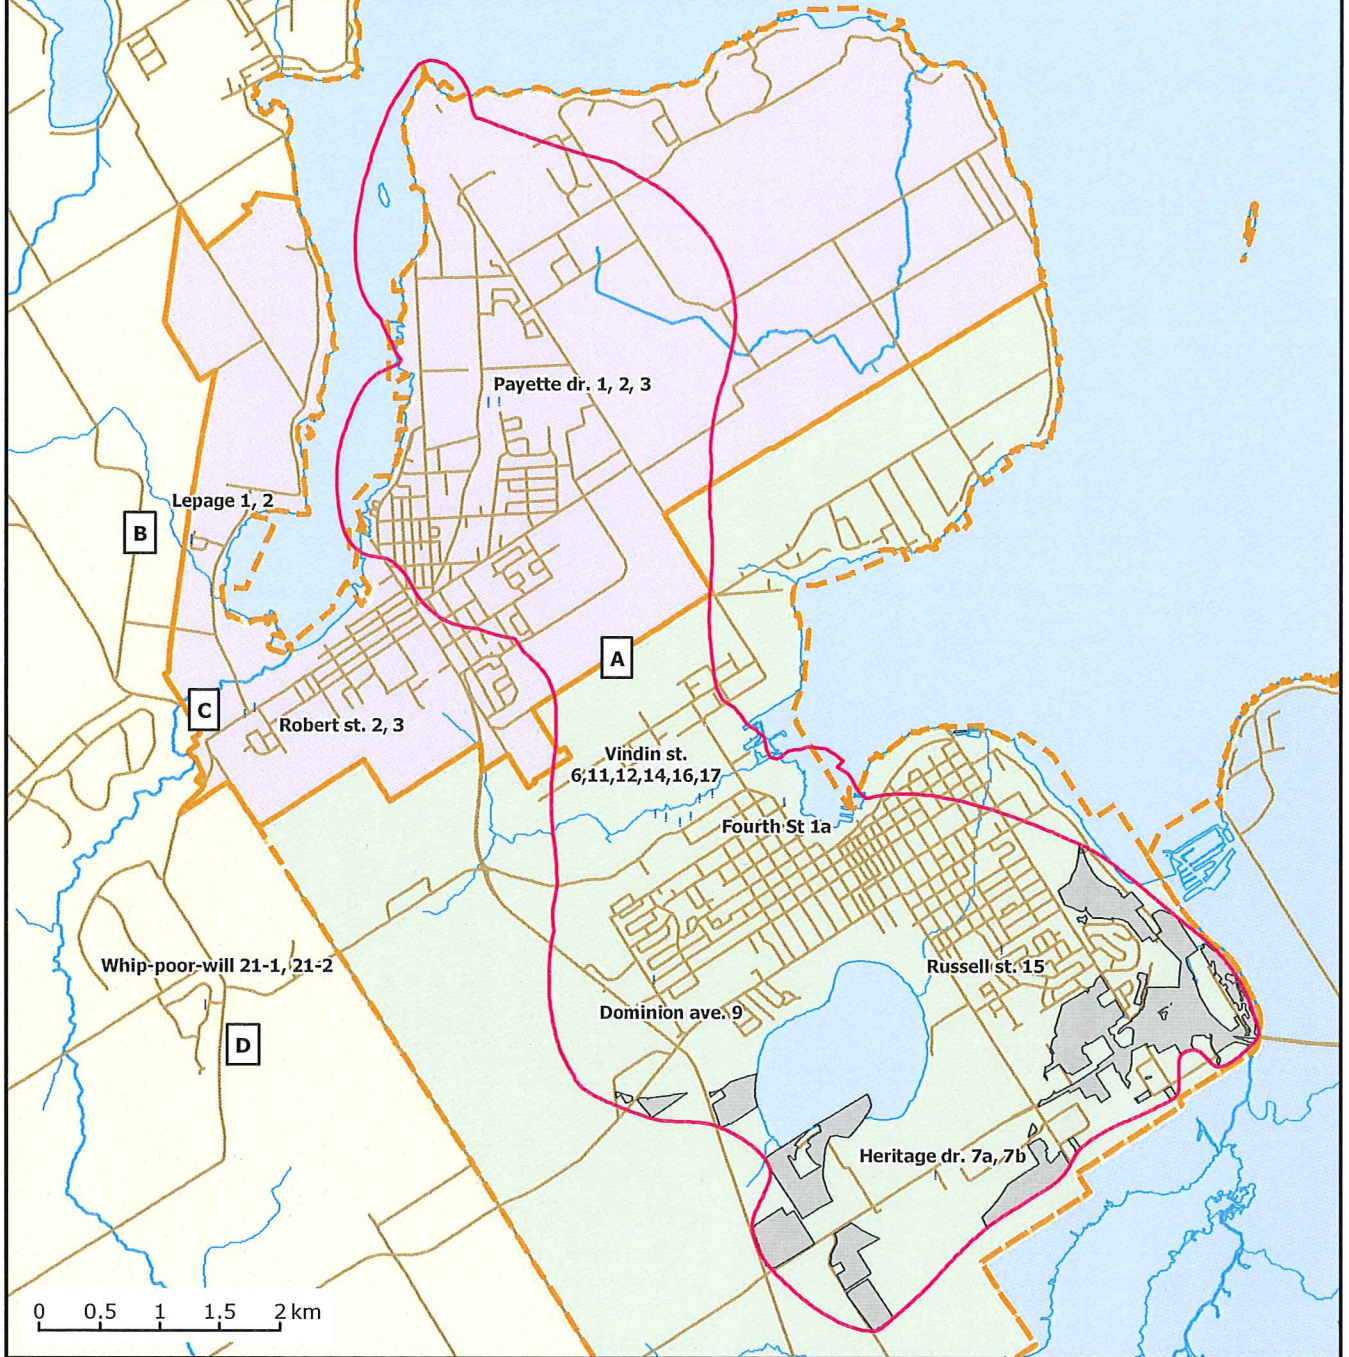 Payette dr. 1, 2, 3
Lepage 1, 2
B
A
C
Robert st. 2, 3
Vindin st.
6,11,12,14,16,17
Fourth St 1a
Whip-poor-will 21-1, 21-2
Russell st. 15
Dominion ave. 9
D
Heritage dr. 7a, 7b
0 0.5 1 1.5 2 km